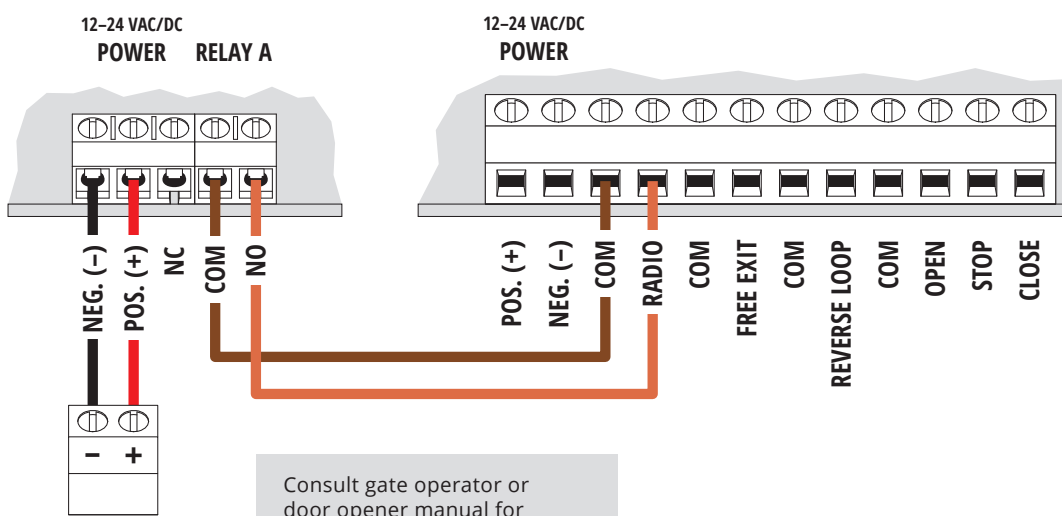 12–24 VAC/DC
POWER
RELAY A
12–24 VAC/DC
POWER
NEG. (–)
POS. (+)
NC
COM
NO
POS. (+)
NEG. (–)
COM
RADIO
COM
FREE EXIT
COM
REVERSE LOOP
COM
OPEN
STOP
CLOSE
– +
Consult gate operator or
door opener manual for